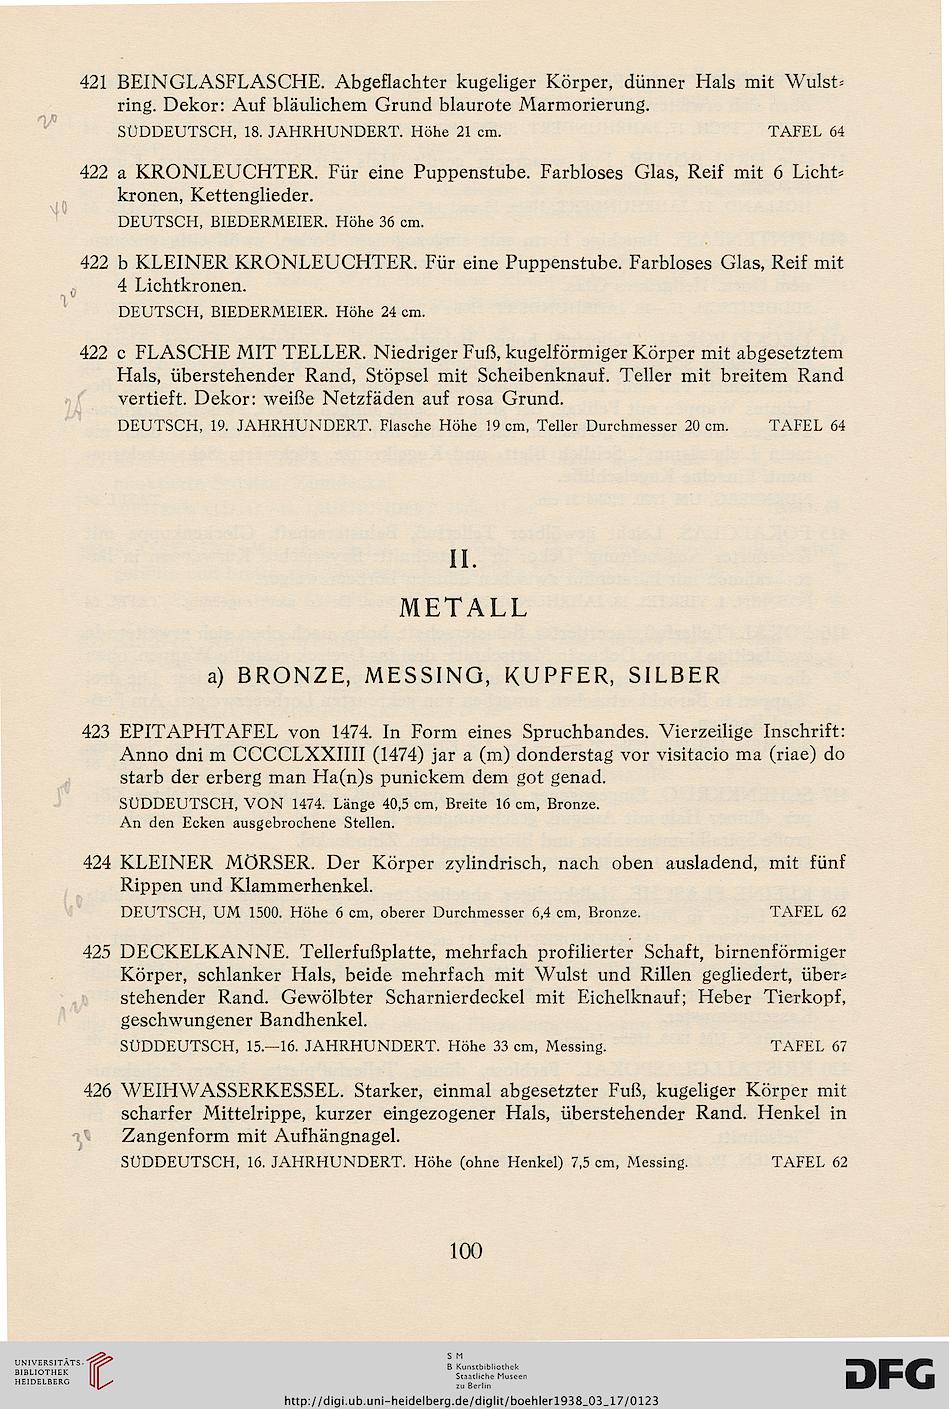 421 BEINGLASFLASCHE. Abgeflachter kugeliger Körper, dünner Hals mit Wulst=
ring. Dekor: Auf bläulichem Grund blaurote Marmorierung.
20
SÜDDEUTSCH, 18. JAHRHUNDERT. Höhe 21 cm. TAFEL 64
422 a KRONLEUCHTER. Für eine Puppenstube. Farbloses Glas, Reif mit 6 Licht=
kronen, Kettenglieder.
40
DEUTSCH, BIEDERMEIER. Höhe 36 cm.
422 b KLEINER KRONLEUCHTER. Für eine Puppenstube. Farbloses Glas, Reif mit
4 Lichtkronen.
20
DEUTSCH, BIEDERMEIER. Höhe 24 cm.
422 c FLASCHE MIT TELLER. Niedriger Fuß, kugelförmiger Körper mit abgesetztem
Hals, überstehender Rand, Stöpsel mit Scheibenknauf. Teller mit breitem Rand
25
vertieft. Dekor: weiße Netzfäden auf rosa Grund.
DEUTSCH, 19. JAHRHUNDERT. Flasche Höhe 19 cm, Teller Durchmesser 20 cm. TAFEL 64
II.
METALL
a) BRONZE, MESSING, KUPFER, SILBER
423 EPITAPHTAFEL von 1474. In Form eines Spruchbandes. Vierzeilige Inschrift:
Anno dni m CCCCLXXIIII (1474) jar a (m) donderstag vor visitacio ma (riae) do
starb der erberg man Ha(n)s punickem dem got genad.
50
SÜDDEUTSCH, VON 1474. Länge 40,5 cm, Breite 16 cm, Bronze.
An den Ecken ausgebrochene Stellen.
424 KLEINER MÖRSER. Der Körper zylindrisch, nach oben ausladend, mit fünf
Rippen und Klammerhenkel.
60
DEUTSCH, UM 1500. Höhe 6 cm, oberer Durchmesser 6,4 cm, Bronze. TAFEL 62
425 DECKELKANNE. Tellerfußplatte, mehrfach profilierter Schaft, birnenförmiger
Körper, schlanker Hals, beide mehrfach mit Wulst und Rillen gegliedert, über=
stehender Rand. Gewölbter Scharnierdeckel mit Eichelknauf; Heber Tierkopf,
120
geschwungener Bandhenkel.
SÜDDEUTSCH, 15.—16. JAHRHUNDERT. Höhe 33 cm, Messing. TAFEL 67
426 WEIHWASSERKESSEL. Starker, einmal abgesetzter Fuß, kugeliger Körper mit
scharfer Mittelrippe, kurzer eingezogener Hals, überstehender Rand. Henkel in
30
Zangenform mit Aufhängnagel.
SÜDDEUTSCH, 16. JAHRHUNDERT. Höhe (ohne Henkel) 7,5 cm, Messing. TAFEL 62
100
UNIVERSITÄTS-
BIBLIOTHEK
HEIDELBERG
S M
B Kunstbibliothek
Staatliche Museen
zu Berlin
DFG
http://digi.ub.uni-heidelberg.de/diglit/boehler1938_03_17/0123